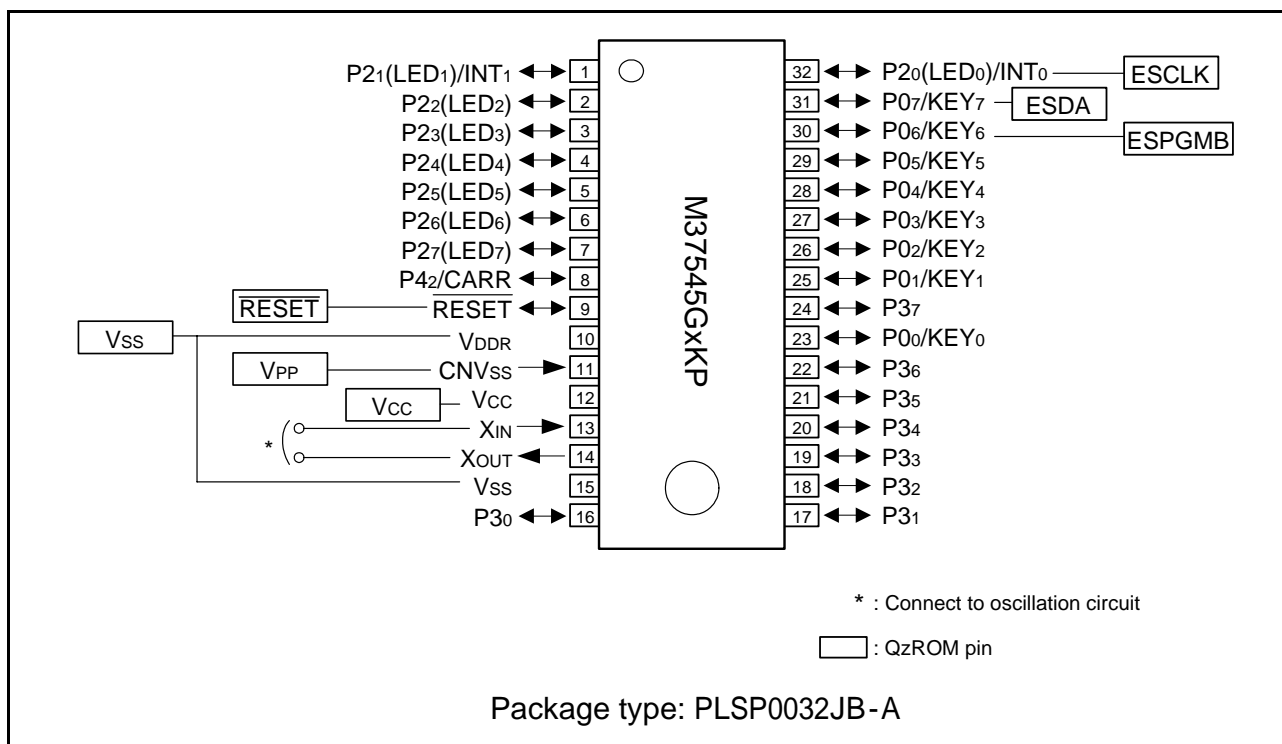 P21(LED1)/INT1 1 32 P20(LED0)/INT0 ESCLK
P22(LED2) 2 31 P07/KEY7 ESDA
P23(LED3) 3 30 P06/KEY6 ESPGMB
P24(LED4) 4 29 P05/KEY5
P25(LED5) 5 28 P04/KEY4
P26(LED6) 6 27 P03/KEY3
P27(LED7) 7 26 P02/KEY2
P42/CARR 8 25 P01/KEY1
RESET RESET 9 24 P37
VSS VDDR 10 23 P00/KEY0
VPP CNVSS 11 22 P36
VCC VCC 12 21 P35
XIN 13 20 P34
* XOUT 14 19 P33
VSS 15 18 P32
P30 16 17 P31
M37545GxKP
* : Connect to oscillation circuit
: QzROM pin
Package type: PLSP0032JB-A